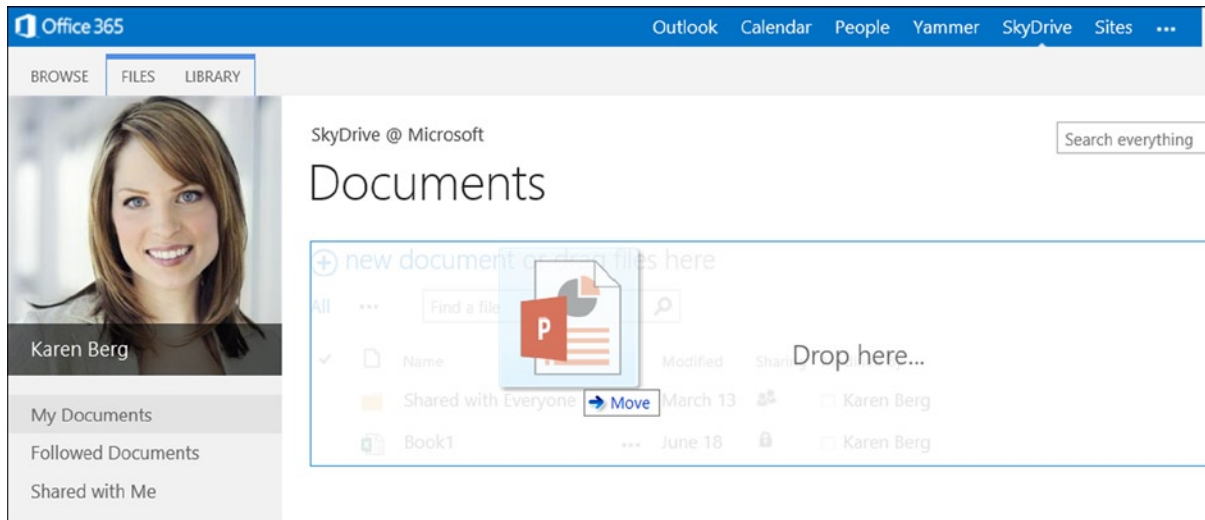 Office 365
Outlook Calendar People Yammer SkyDrive Sites ...
BROWSE FILES LIBRARY
SkyDrive @ Microsoft
Search everything
Documents
new document or drag files here
All ... Find a file
P
Karen Berg
Name Modified Sharing
Drop here...
Shared with Everyone Move March 13 Karen Berg
Book1 ... June 18 Karen Berg
My Documents
Followed Documents
Shared with Me